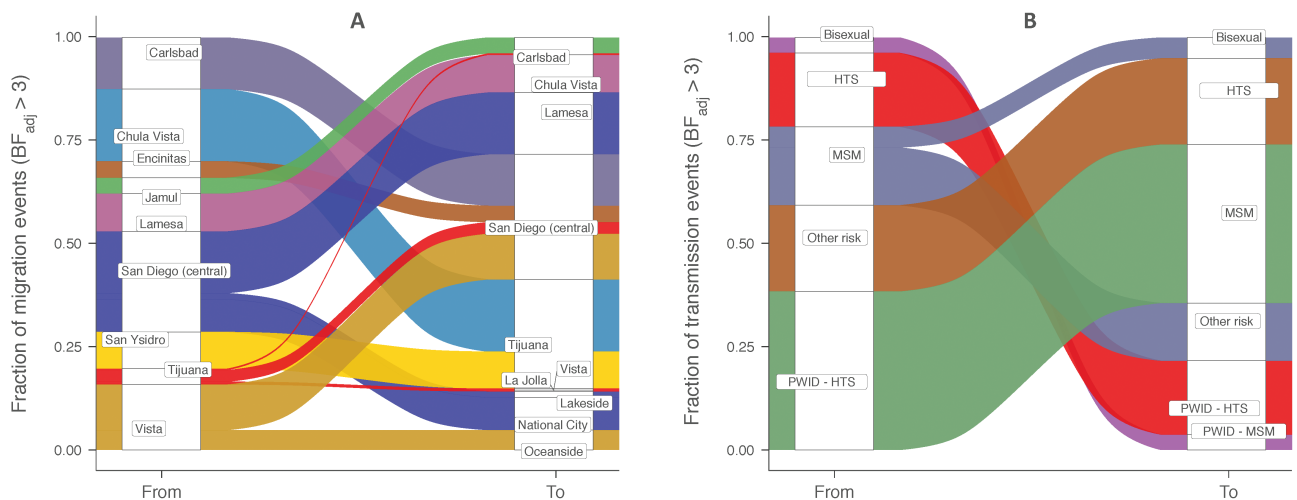 A
Fraction of migration events (BFadj > 3)
1.00
0.75
0.50
0.25
0.00
Carlsbad
Chula Vista
Encinitas
Jamul
Lamesa
San Diego (central)
San Ysidro
Tijuana
Vista
Carlsbad
Chula Vista
Lamesa
San Diego (central)
Tijuana
Vista
La Jolla
Lakeside
National City
Oceanside
From
To
B
Fraction of transmission events (BFadj > 3)
1.00
0.75
0.50
0.25
0.00
Bisexual
HTS
MSM
Other risk
PWID - HTS
Bisexual
HTS
MSM
Other risk
PWID - HTS
PWID - MSM
From
To